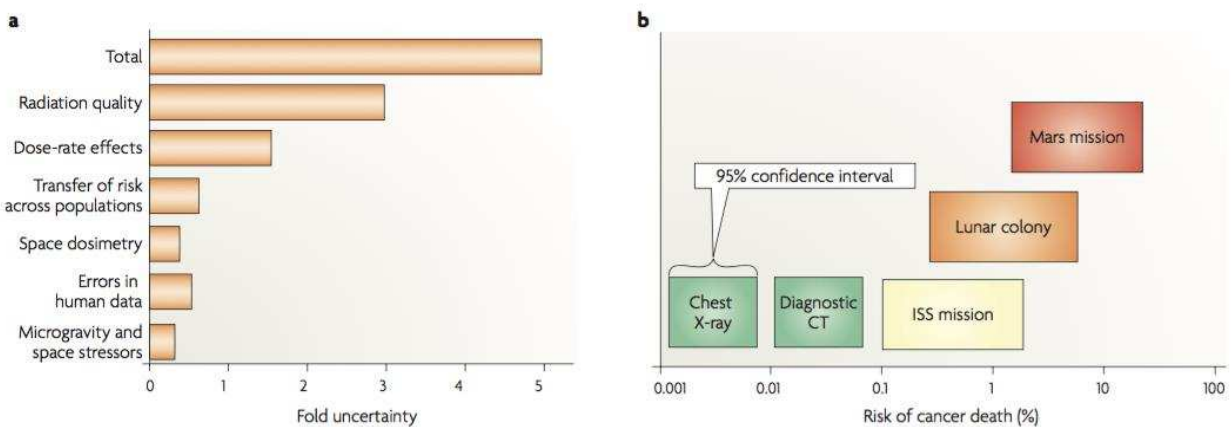 a
Total
Radiation quality
Dose-rate effects
Transfer of risk
across populations
Space dosimetry
Errors in
human data
Microgravity and
space stressors
0 1 2 3 4 5
Fold uncertainty
b
Mars mission
95% confidence interval
Lunar colony
Chest
X-ray
Diagnostic
CT
ISS mission
0.001 0.01 0.1 1 10 100
Risk of cancer death (%)